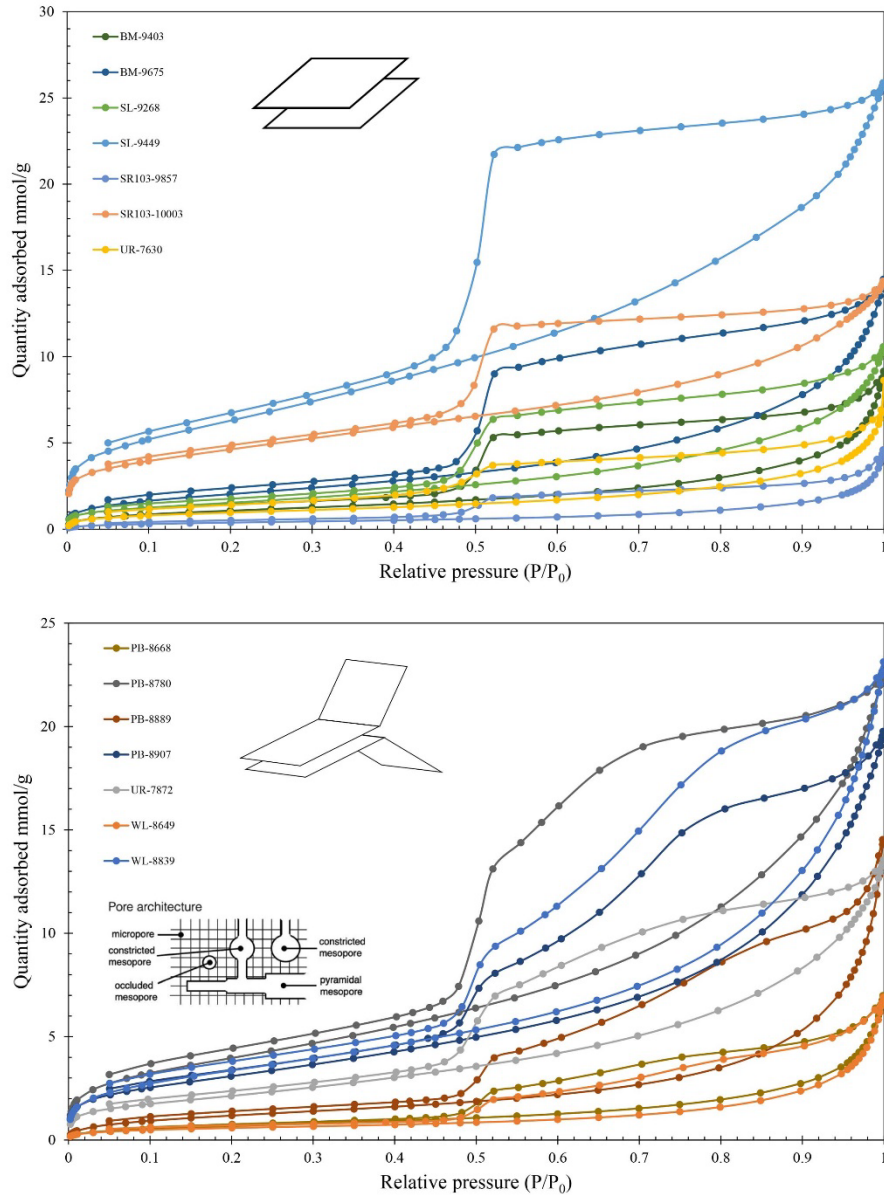 30
25
20
15
10
5
0
Quantity adsorbed mmol/g
BM-9403
BM-9675
SL-9268
SL-9449
SR103-9857
SR103-10003
UR-7630
0 0.1 0.2 0.3 0.4 0.5 0.6 0.7 0.8 0.9 1
Relative pressure (P/P0)
25
20
15
10
5
0
Quantity adsorbed mmol/g
PB-8668
PB-8780
PB-8889
PB-8907
UR-7872
WL-8649
WL-8839
Pore architecture
micropore
constricted
mesopore
occluded
mesopore
constricted
mesopore
pyramidal
mesopore
0 0.1 0.2 0.3 0.4 0.5 0.6 0.7 0.8 0.9 1
Relative pressure (P/P0)